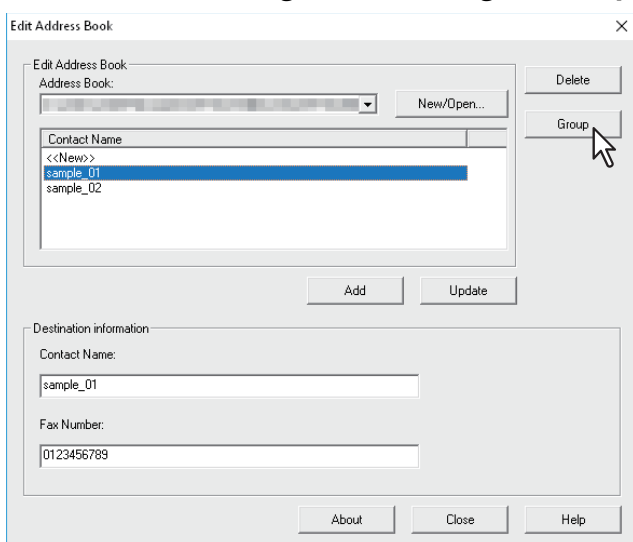 Edit Address Book
Edit Address Book
Address Book:
New/Open...
Delete
Group
Contact Name
<<New>>
sample_01
sample_02
Add Update
Destination information
Contact Name:
sample_01
Fax Number:
0123456789
About Close Help